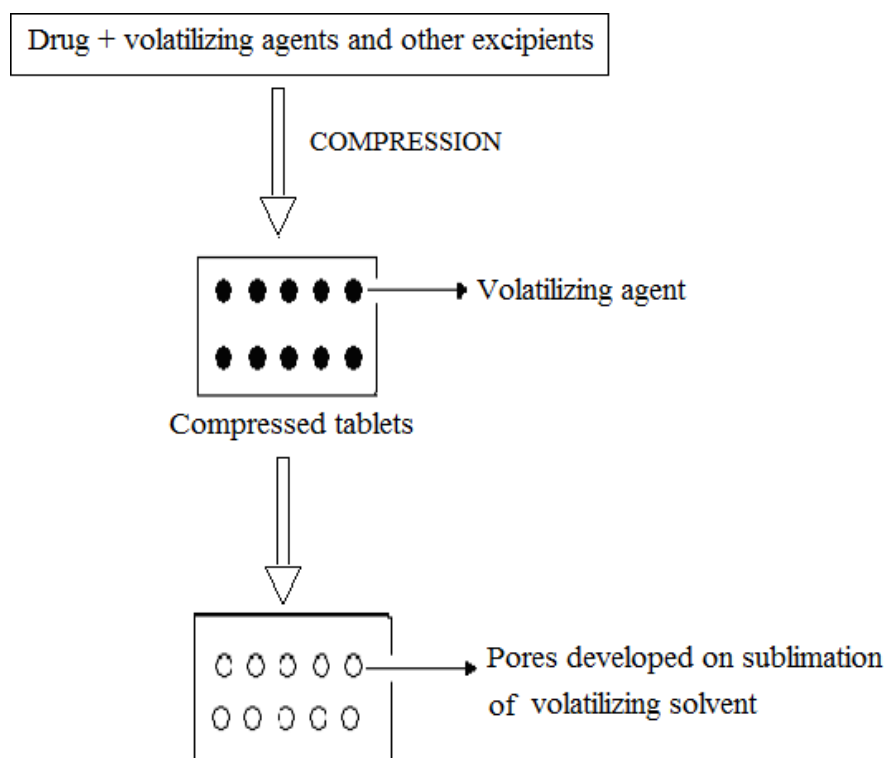 Drug + volatilizing agents and other excipients
COMPRESSION
Volatilizing agent
Compressed tablets
Pores developed on sublimation
of volatilizing solvent